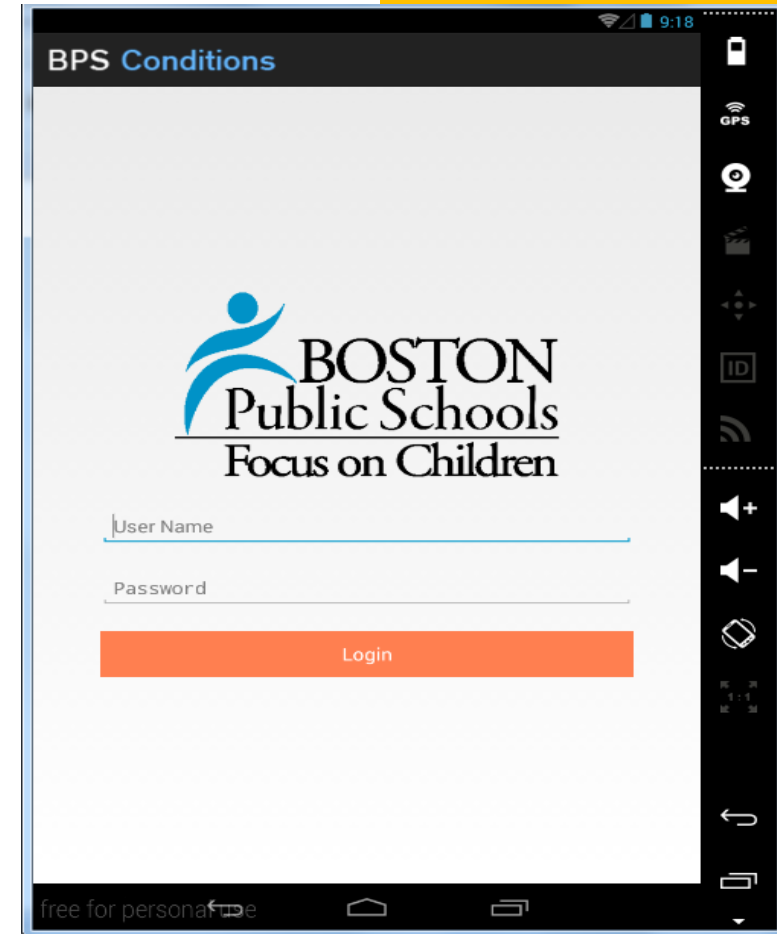 9:18
BPS Conditions
GPS
BOSTON
Public Schools
Focus on Children
User Name
Password
Login
ID
1:1
free for personal use